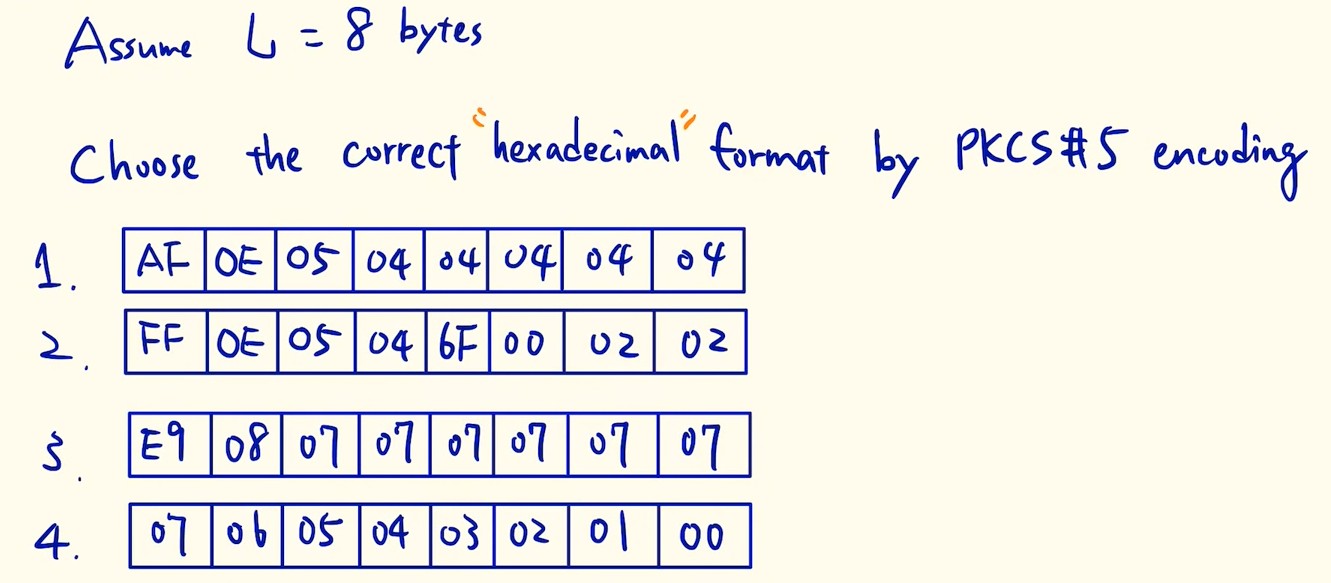 Assume L = 8 bytes
Choose the correct "hexadecimal" format by PKCS#5 encoding
1. AF 0E 05 04 04 04 04 04
2. FF 0E 05 04 6F 00 02 02
3. E9 08 07 07 07 07 07 07
4. 07 06 05 04 03 02 01 00